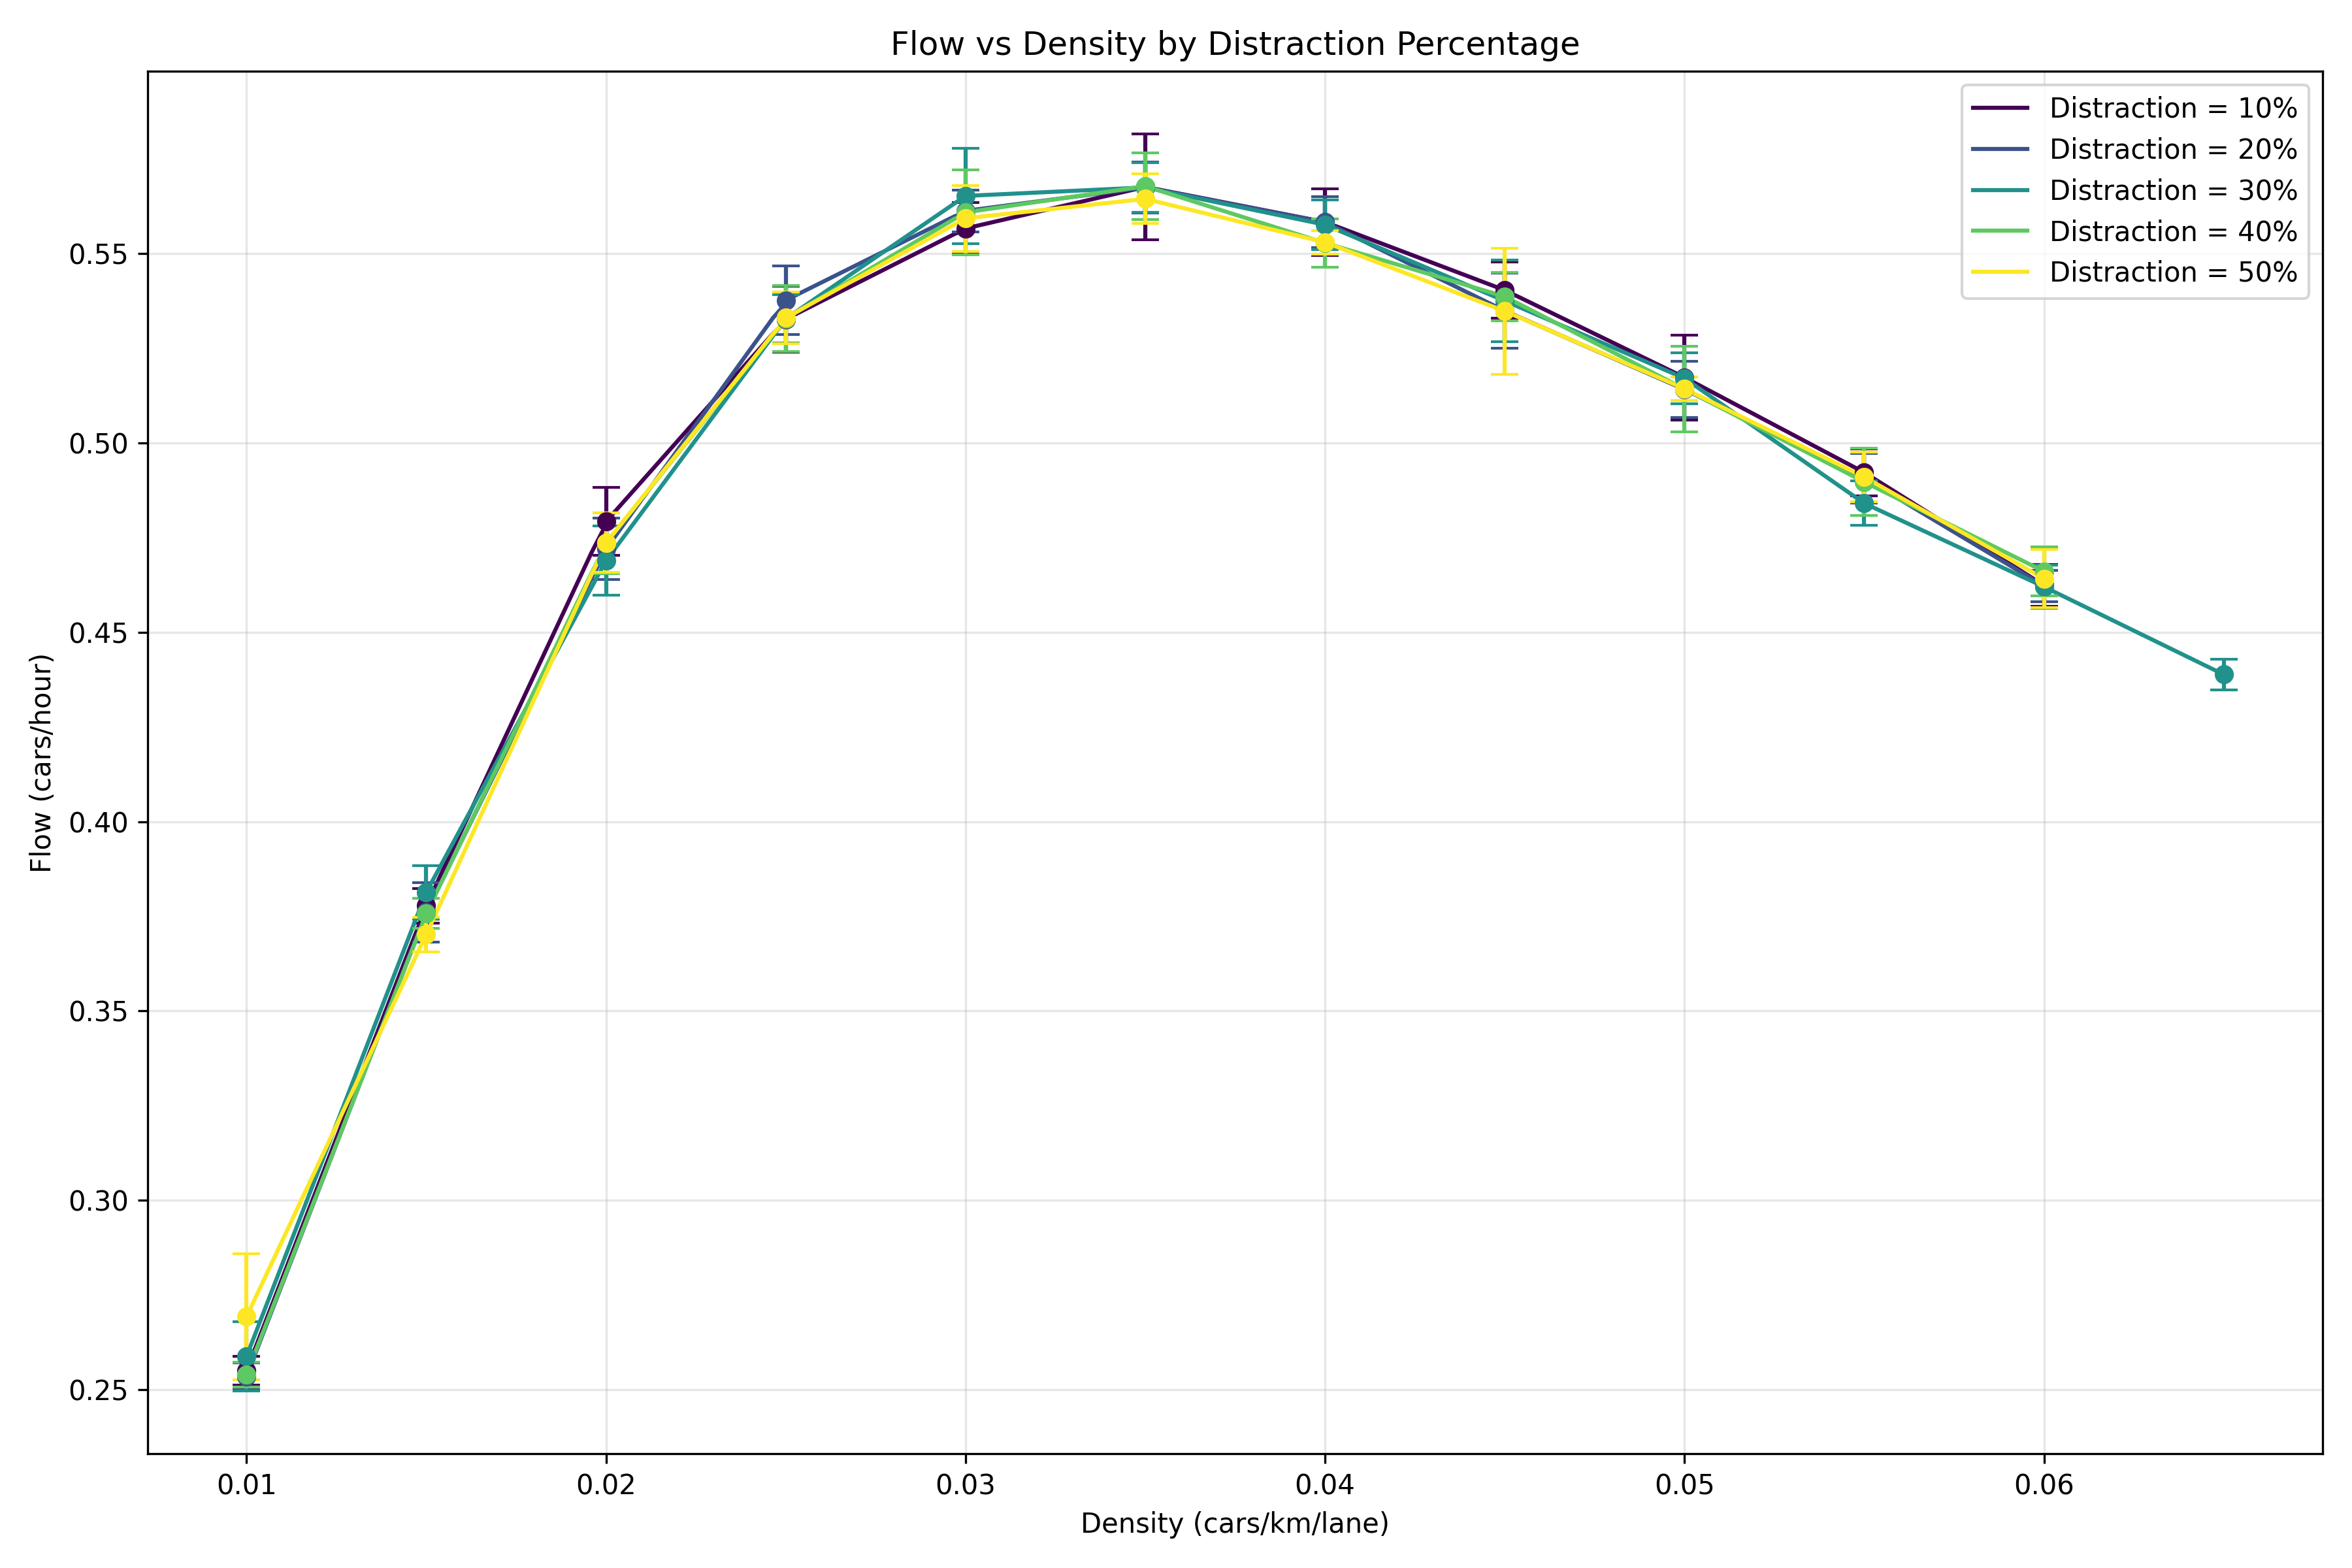 Flow vs Density by Distraction Percentage
Distraction = 10%
Distraction = 20%
Distraction = 30%
Distraction = 40%
Distraction = 50%
0.55
0.50
0.45
0.40
0.35
0.30
0.25
Flow (cars/hour)
0.01 0.02 0.03 0.04 0.05 0.06
Density (cars/km/lane)